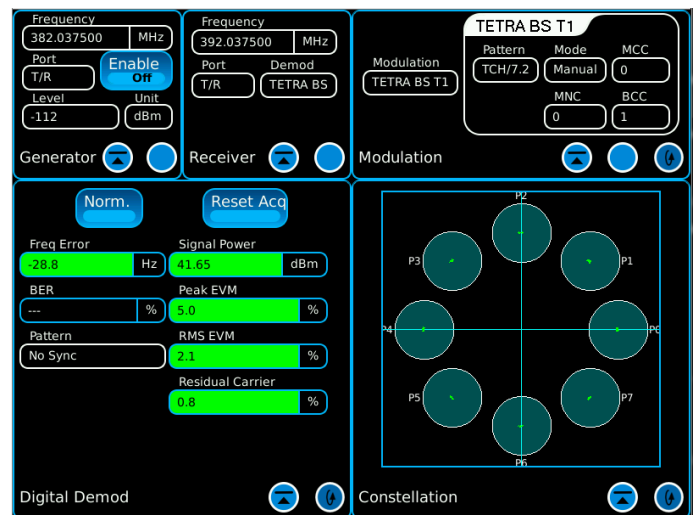 Frequency
382.037500 MHz
Port
Enable
T/R
Off
Level Unit
-112 dBm
Generator
Frequency
392.037500 MHz
Port Demod
T/R TETRA BS
Receiver
TETRA BS T1
Modulation
TETRA BS T1
Pattern Mode MCC
TCH/7.2 Manual 0
MNC BCC
0 1
Modulation
Norm. Reset Acq
Freq Error Signal Power
-28.8 Hz 41.65 dBm
BER Peak EVM
--- % 5.0 %
Pattern RMS EVM
No Sync 2.1 %
Residual Carrier
0.8 %
Digital Demod
P2
P3 P1
P4
P5 P7
P6
Constellation